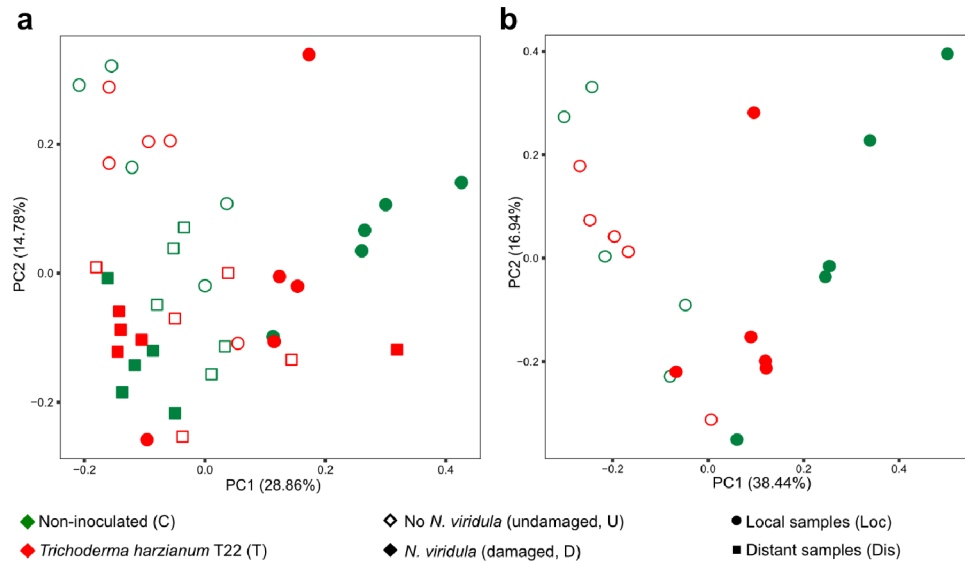 a
b
0.2
0.0
−0.2
PC2 (14.78%)
−0.2
0.0
0.2
0.4
PC1 (28.86%)
0.4
0.2
0.0
−0.2
PC2 (16.94%)
−0.2
0.0
0.2
0.4
PC1 (38.44%)
Non-inoculated (C)
No N. viridula (undamaged, U)
Local samples (Loc)
Trichoderma harzianum T22 (T)
N. viridula (damaged, D)
Distant samples (Dis)